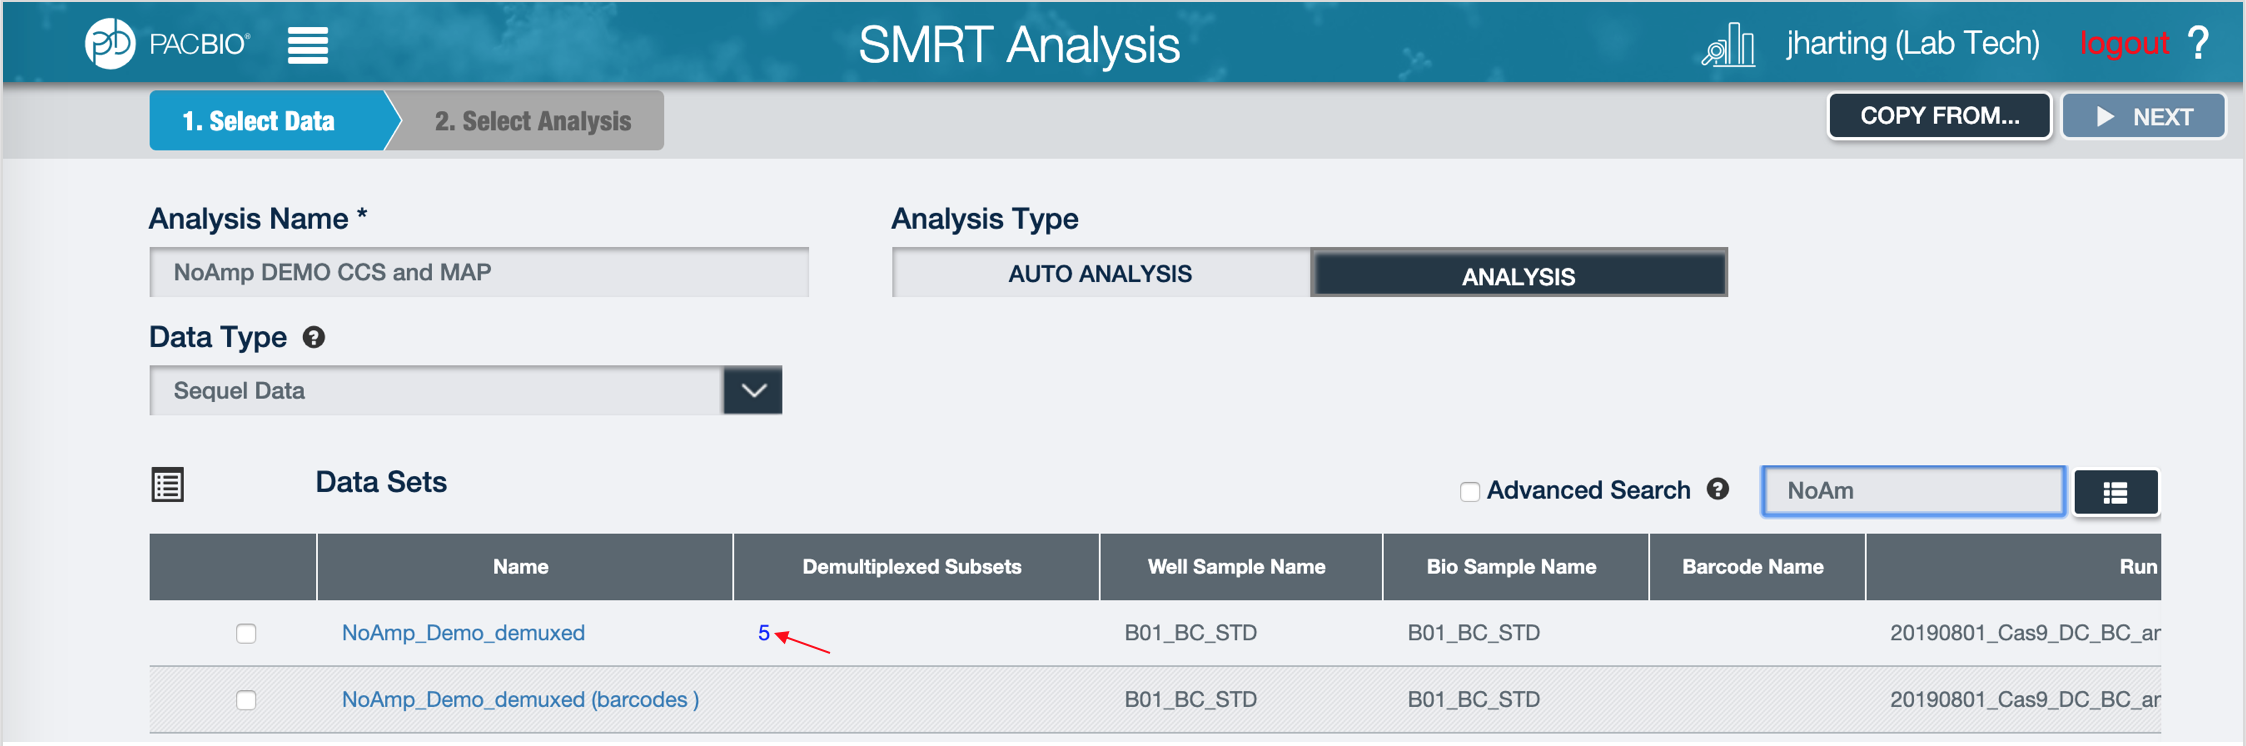 PACBIO®
SMRT Analysis
jharting (Lab Tech)
logout ?
1. Select Data
2. Select Analysis
COPY FROM...
NEXT
Analysis Name *
Analysis Type
NoAmp DEMO CCS and MAP
AUTO ANALYSIS
ANALYSIS
Data Type ?
Sequel Data
Data Sets
Advanced Search ?
NoAm
Name
Demultiplexed Subsets
Well Sample Name
Bio Sample Name
Barcode Name
Run
NoAmp_Demo_demuxed
5
B01_BC_STD
B01_BC_STD
20190801_Cas9_DC_BC_ar
NoAmp_Demo_demuxed (barcodes )
B01_BC_STD
B01_BC_STD
20190801_Cas9_DC_BC_ar